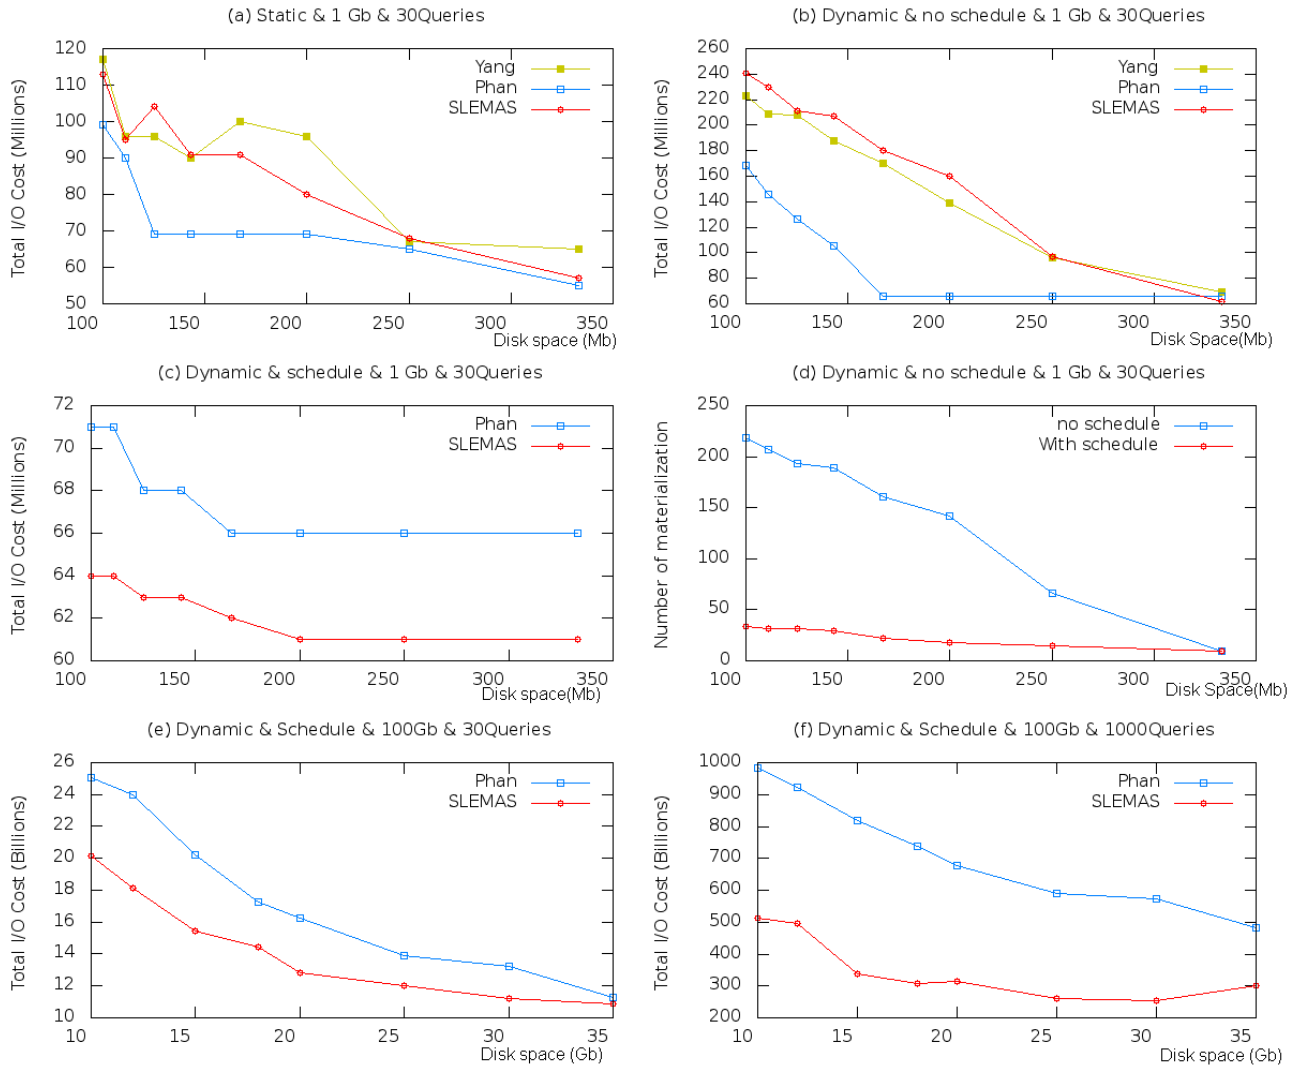 (a) Static & 1 Gb & 30Queries
Total I/O Cost (Millions)
120
110
100
90
80
70
60
50
100 150 200 250 300 350
Disk space (Mb)
Yang
Phan
SLEMAS
(b) Dynamic & no schedule & 1 Gb & 30Queries
Total I/O Cost (Millions)
260
240
220
200
180
160
140
120
100
80
60
100 150 200 250 300 350
Disk Space(Mb)
Yang
Phan
SLEMAS
(c) Dynamic & schedule & 1 Gb & 30Queries
Total I/O Cost (Millions)
72
70
68
66
64
62
60
100 150 200 250 300 350
Disk space(Mb)
Phan
SLEMAS
(d) Dynamic & no schedule & 1 Gb & 30Queries
Number of materialization
250
200
150
100
50
0
100 150 200 250 300 350
Disk Space(Mb)
no schedule
With schedule
(e) Dynamic & Schedule & 100Gb & 30Queries
Total I/O Cost (Billions)
26
24
22
20
18
16
14
12
10
10 15 20 25 30 35
Disk space (Gb)
Phan
SLEMAS
(f) Dynamic & Schedule & 100Gb & 1000Queries
Total I/O Cost (Billions)
1000
900
800
700
600
500
400
300
200
10 15 20 25 30 35
Disk space (Gb)
Phan
SLEMAS